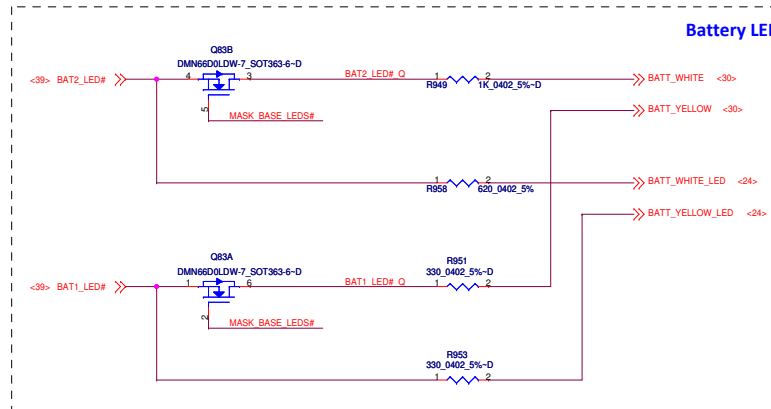 Battery LE
Q83B
DMN66D0LDW-7_SOT363-6~D
<39> BAT2_LED# 4 3 BAT2_LED#_Q 1 2 BATT_WHITE <30>
R949 1K_0402_5%~D
BATT_YELLOW <30>
5
MASK_BASE_LEDS#
1 2 BATT_WHITE_LED <24>
R958 620_0402_5%
BATT_YELLOW_LED <24>
Q83A
DMN66D0LDW-7_SOT363-6~D
R951
330_0402_5%~D
<39> BAT1_LED# 1 6 BAT1_LED#_Q 1 2
2
MASK_BASE_LEDS#
R953
330_0402_5%~D
1 2